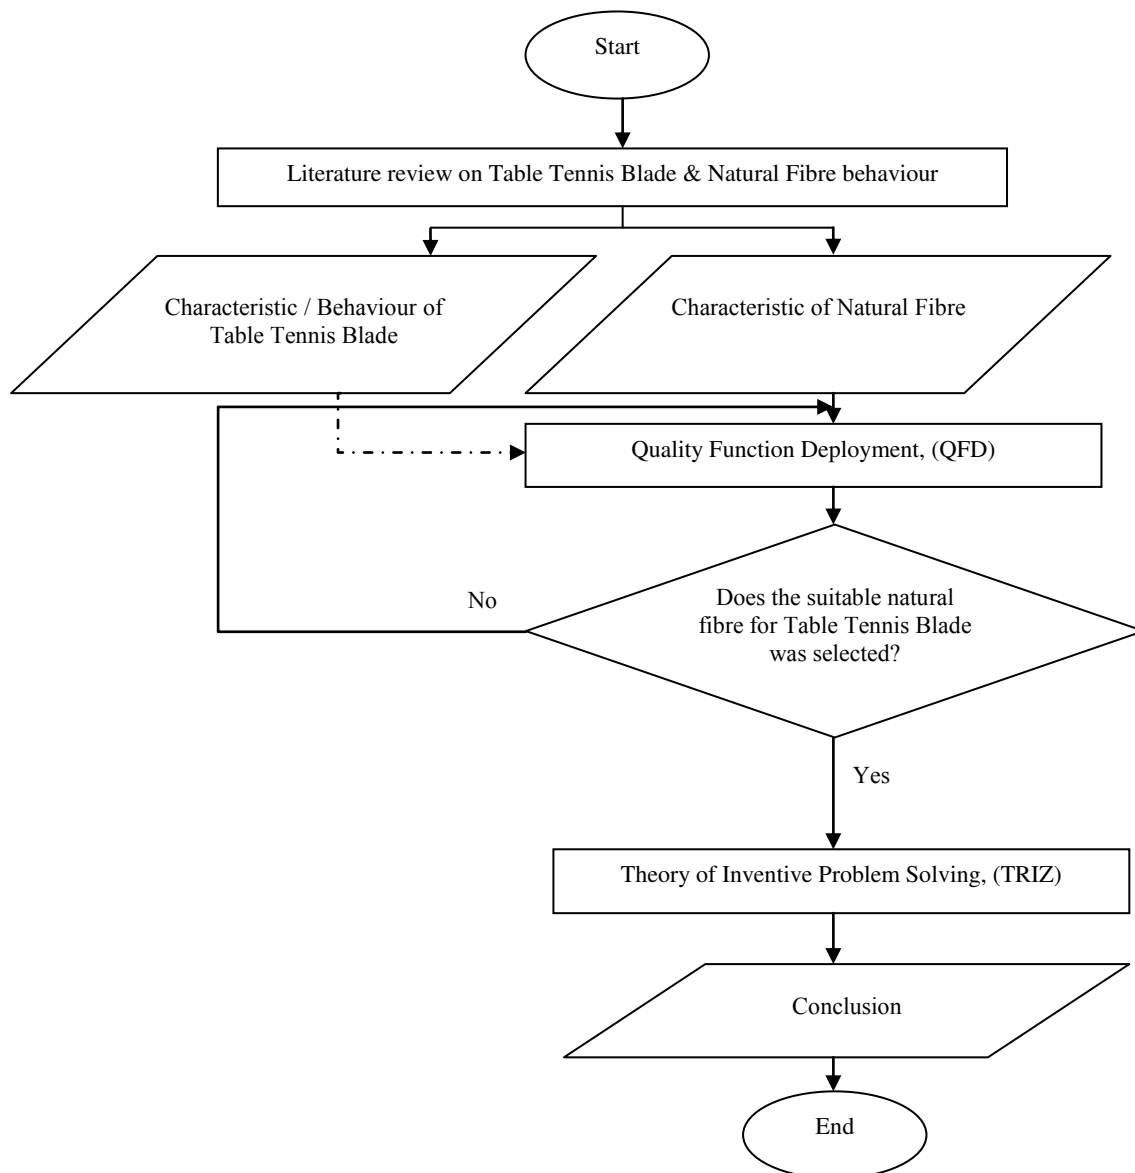 Start
Literature review on Table Tennis Blade & Natural Fibre behaviour
Characteristic / Behaviour of
Table Tennis Blade
Characteristic of Natural Fibre
Quality Function Deployment, (QFD)
Does the suitable natural
fibre for Table Tennis Blade
was selected?
No
Yes
Theory of Inventive Problem Solving, (TRIZ)
Conclusion
End